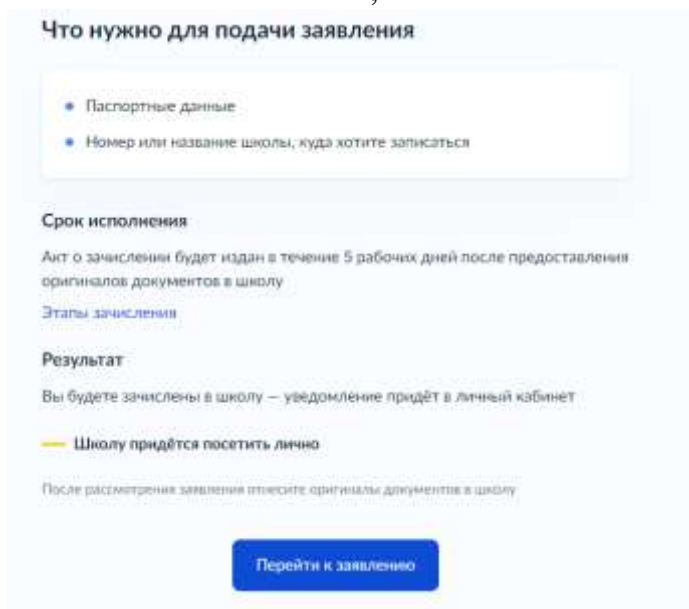 Что нужно для подачи заявления
Паспортные данные
Номер или название школы, куда хотите записаться
Срок исполнения
Акт о зачислении будет издан в течение 5 рабочих дней после предоставления
оригиналов документов в школу
Этапы зачисления
Результат
Вы будете зачислены в школу — уведомление придёт в личный кабинет
Школу придётся посетить лично
После рассмотрения заявления отнесите оригиналы документов в школу
Перейти к заявлению